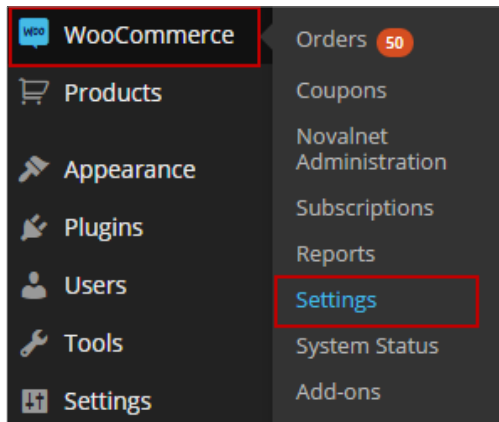 WOO WooCommerce
Products
Appearance
Plugins
Users
Tools
Settings
Orders 50
Coupons
Novalnet
Administration
Subscriptions
Reports
Settings
System Status
Add-ons